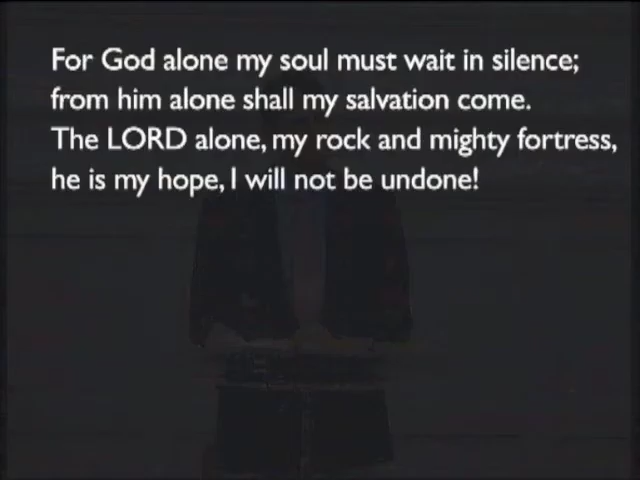 For God alone my soul must wait in silence;
from him alone shall my salvation come.
The LORD alone, my rock and mighty fortress,
he is my hope, I will not be undone!